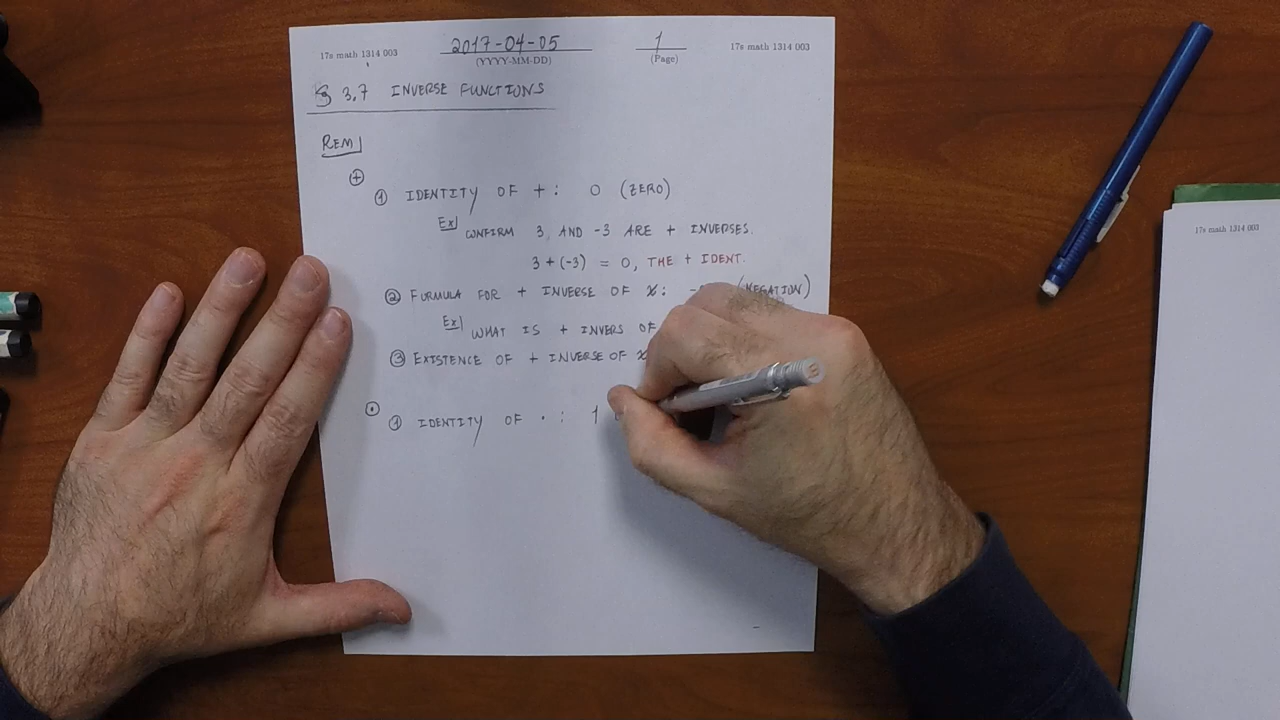 17s math 1314 003 2017-04-05 1 17s math 1314 003
(YYYY-MM-DD) (Page)
§ 3.7 INVERSE FUNCTIONS
REM
+
① IDENTITY OF + : 0 (ZERO)
Ex CONFIRM 3 AND -3 ARE + INVERSES.
3 + (-3) = 0, THE + IDENT.
② FORMULA FOR + INVERSE OF x : (NEGATION)
Ex WHAT IS + INVERS OF
③ EXISTENCE OF + INVERSE OF x
·
① IDENTITY OF · : 1
17s math 1314 003